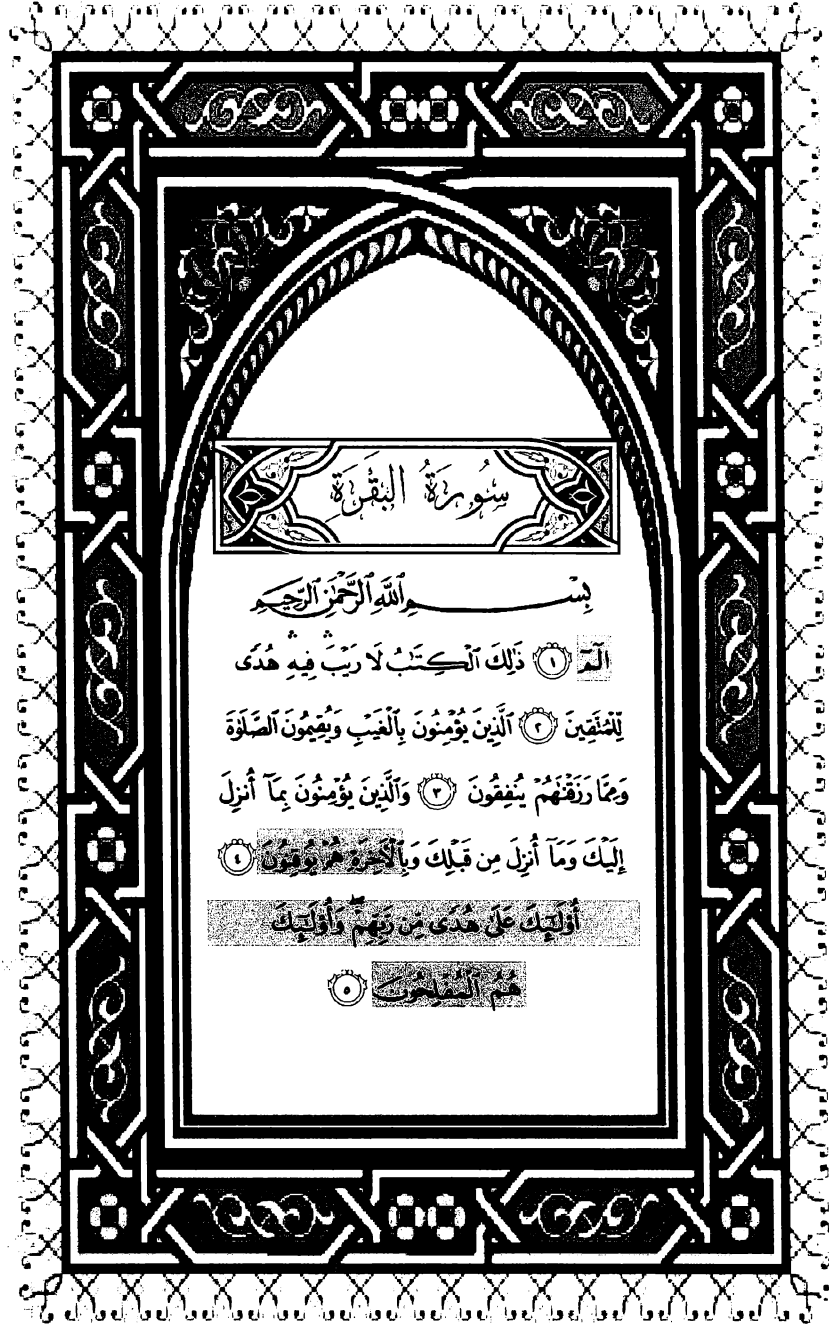 سُورَةُ البَقَرَةِ
بِسْمِ ٱللَّهِ ٱلرَّحْمَٰنِ ٱلرَّحِيمِ
الٓمٓ ١ ذَٰلِكَ ٱلْكِتَٰبُ لَا رَيْبَ ۛ فِيهِ ۛ هُدًى
لِّلْمُتَّقِينَ ٢ ٱلَّذِينَ يُؤْمِنُونَ بِٱلْغَيْبِ وَيُقِيمُونَ ٱلصَّلَوٰةَ
وَمِمَّا رَزَقْنَٰهُمْ يُنفِقُونَ ٣ وَٱلَّذِينَ يُؤْمِنُونَ بِمَآ أُنزِلَ
إِلَيْكَ وَمَآ أُنزِلَ مِن قَبْلِكَ وَبِٱلْءَاخِرَةِ هُمْ يُوقِنُونَ ٤
أُو۟لَٰٓئِكَ عَلَىٰ هُدًى مِّن رَّبِّهِمْ ۖ وَأُو۟لَٰٓئِكَ
هُمُ ٱلْمُفْلِحُونَ ٥